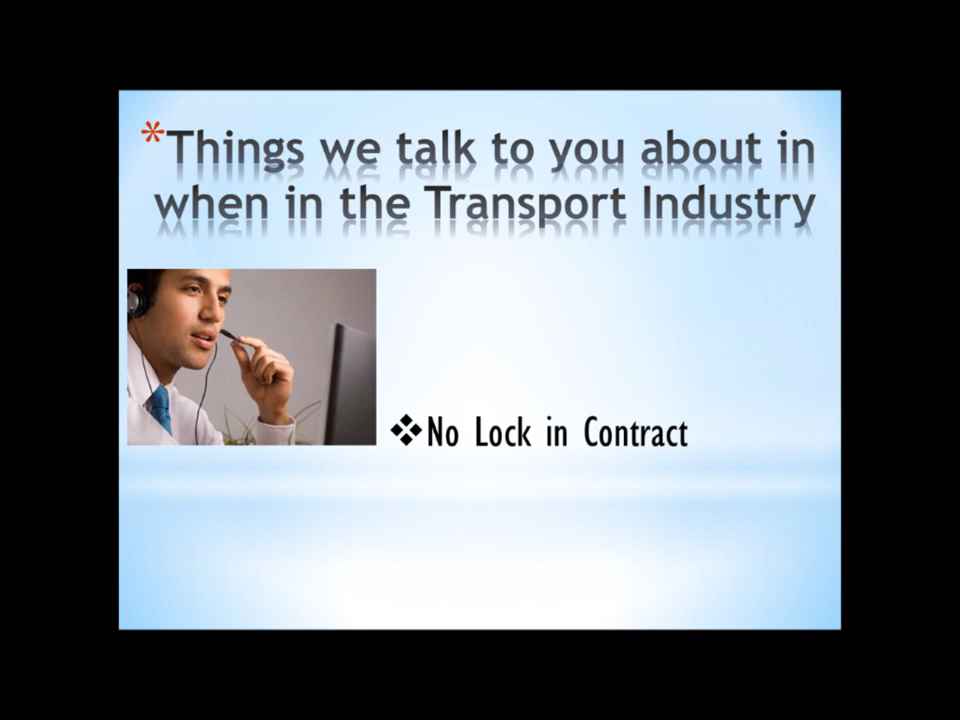 *Things we talk to you about in
when in the Transport Industry
❖No Lock in Contract